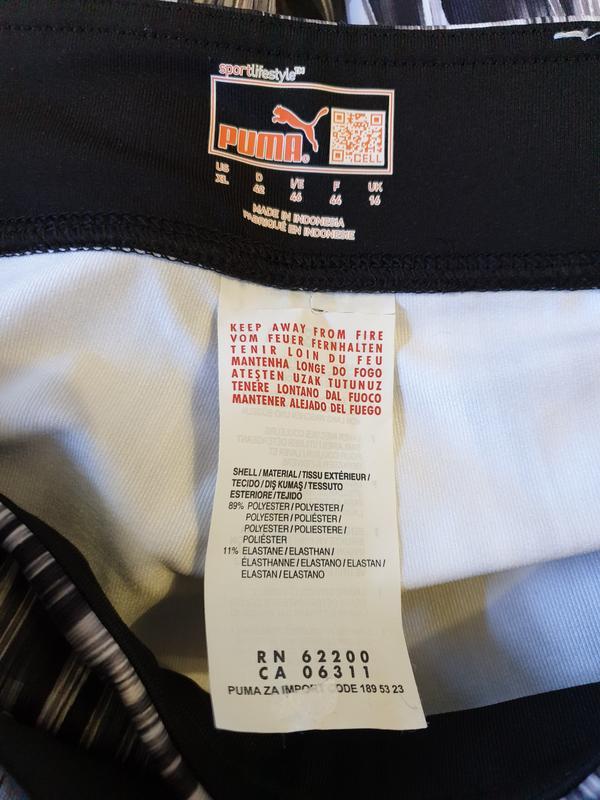 sportlifestyle™
PUMA®
CELL
US D I/E F UK
XL 42 46 44 16
MADE IN INDONESIA
FABRIQUÉ EN INDONESIE
KEEP AWAY FROM FIRE
VOM FEUER FERNHALTEN
TENIR LOIN DU FEU
MANTENHA LONGE DO FOGO
ATEŞTEN UZAK TUTUNUZ
TENERE LONTANO DAL FUOCO
MANTENER ALEJADO DEL FUEGO
SHELL / MATERIAL / TISSU EXTÉRIEUR /
TECIDO / DIŞ KUMAŞ / TESSUTO
ESTERIORE / TEJIDO
89% POLYESTER / POLYESTER /
POLYESTER / POLIÉSTER /
POLYESTER / POLIESTERE /
POLIÉSTER
11% ELASTANE / ELASTHAN /
ÉLASTHANNE / ELASTANO / ELASTAN /
ELASTAN / ELASTANO
RN 62200
CA 06311
PUMA ZA IMPORT CODE 189 53 23